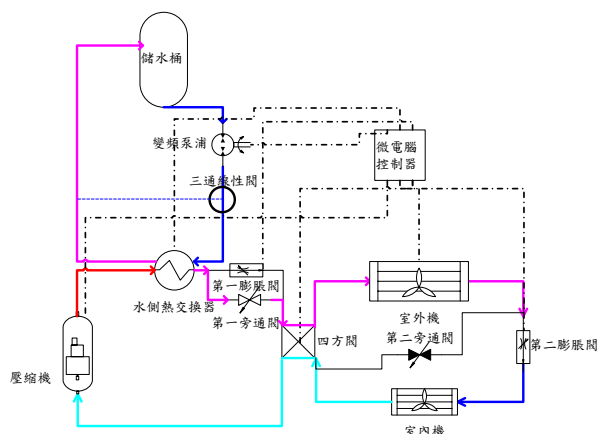 儲水桶
變頻泵浦
微電腦
控制器
三通線性閥
第一膨脹閥
水側熱交換器
第一旁通閥
室外機
四方閥
第二旁通閥
第二膨脹閥
壓縮機
室內機